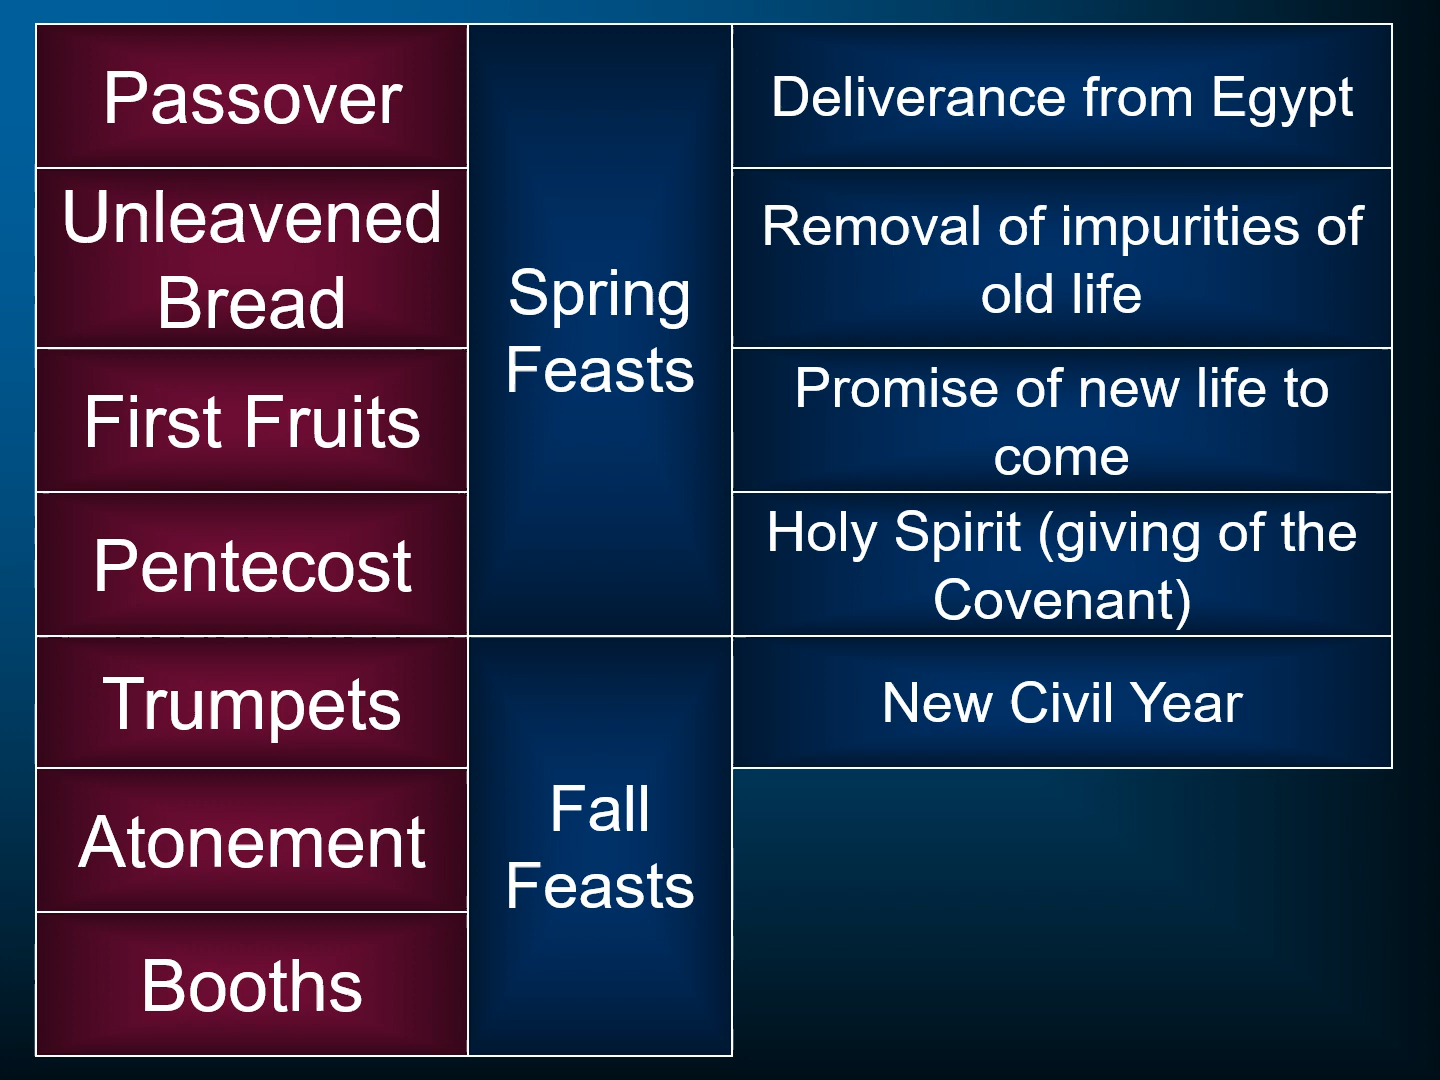 Passover
Deliverance from Egypt
Unleavened
Bread
Removal of impurities of
old life
Spring
Feasts
First Fruits
Promise of new life to
come
Pentecost
Holy Spirit (giving of the
Covenant)
Trumpets
New Civil Year
Fall
Feasts
Atonement
Booths